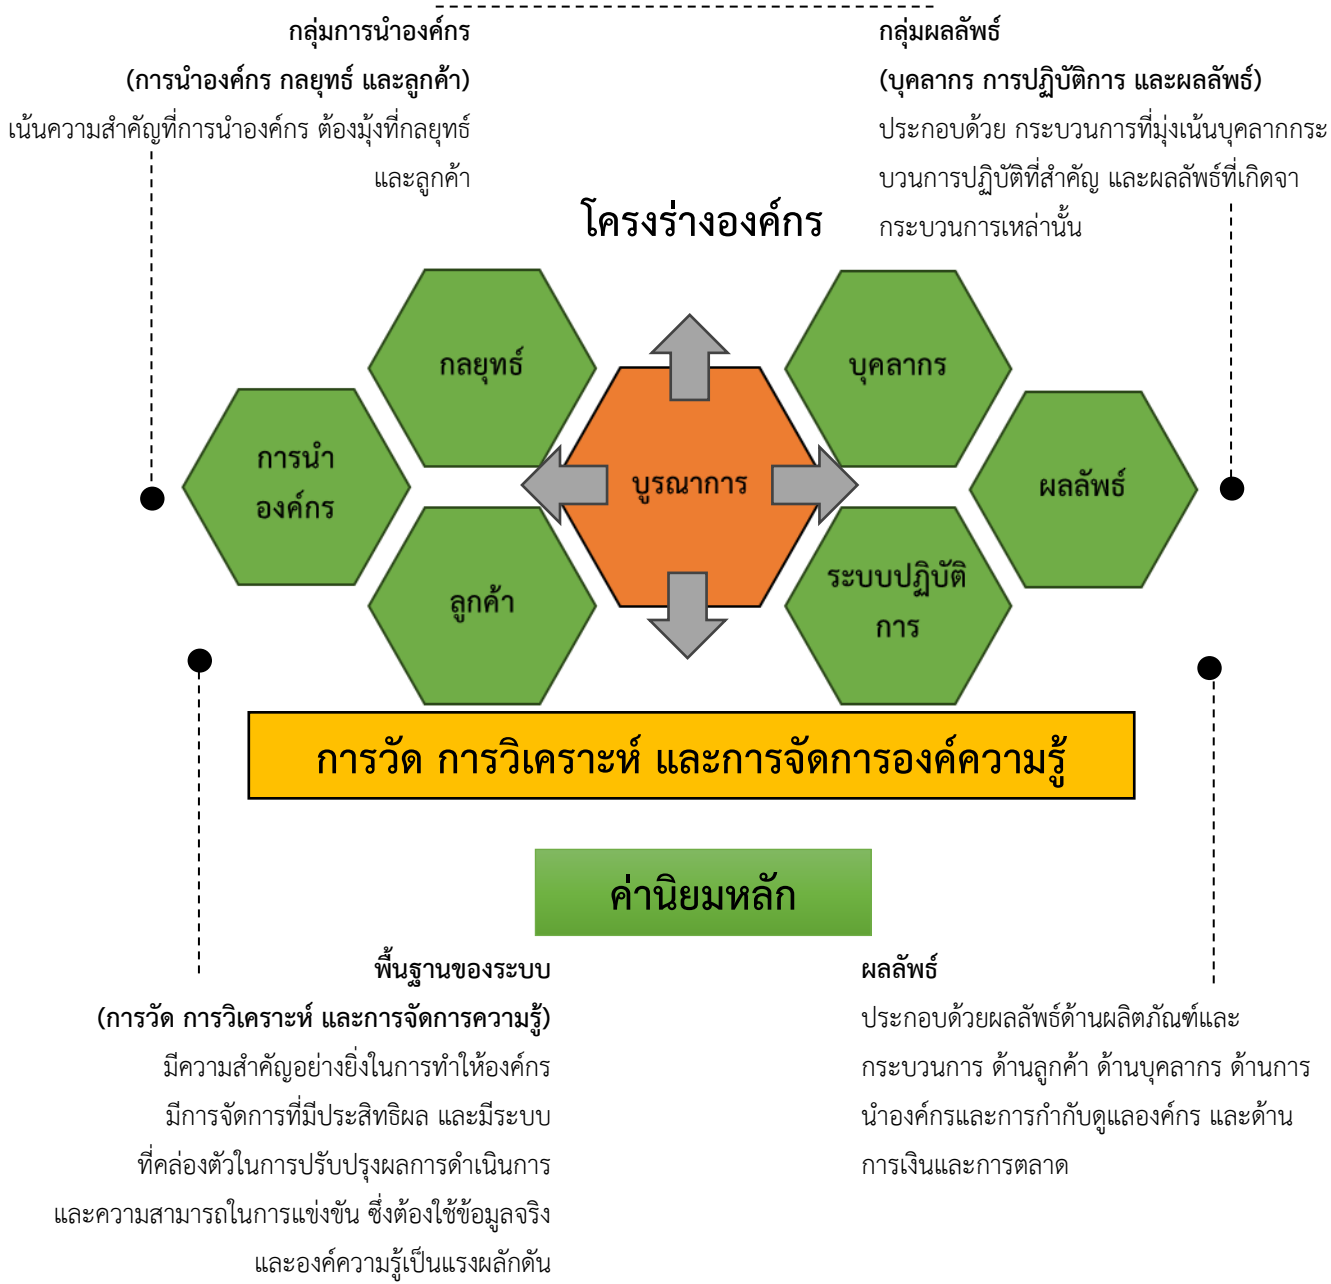 กลุ่มการนำองค์กร
(การนำองค์กร กลยุทธ์ และลูกค้า)
เน้นความสำคัญที่การนำองค์กร ต้องมุ้งที่กลยุทธ์
และลูกค้า
กลุ่มผลลัพธ์
(บุคลากร การปฏิบัติการ และผลลัพธ์)
ประกอบด้วย กระบวนการที่มุ่งเน้นบุคลากกระ
บวนการปฏิบัติที่สำคัญ และผลลัพธ์ที่เกิดจา
กระบวนการเหล่านั้น
โครงร่างองค์กร
กลยุทธ์
บุคลากร
การนำ
องค์กร
บูรณาการ
ผลลัพธ์
ลูกค้า
ระบบปฏิบัติ
การ
การวัด การวิเคราะห์ และการจัดการองค์ความรู้
ค่านิยมหลัก
พื้นฐานของระบบ
(การวัด การวิเคราะห์ และการจัดการความรู้)
มีความสำคัญอย่างยิ่งในการทำให้องค์กร
มีการจัดการที่มีประสิทธิผล และมีระบบ
ที่คล่องตัวในการปรับปรุงผลการดำเนินการ
และความสามารถในการแข่งขัน ซึ่งต้องใช้ข้อมูลจริง
และองค์ความรู้เป็นแรงผลักดัน
ผลลัพธ์
ประกอบด้วยผลลัพธ์ด้านผลิตภัณฑ์และ
กระบวนการ ด้านลูกค้า ด้านบุคลากร ด้านการ
นำองค์กรและการกำกับดูแลองค์กร และด้าน
การเงินและการตลาด